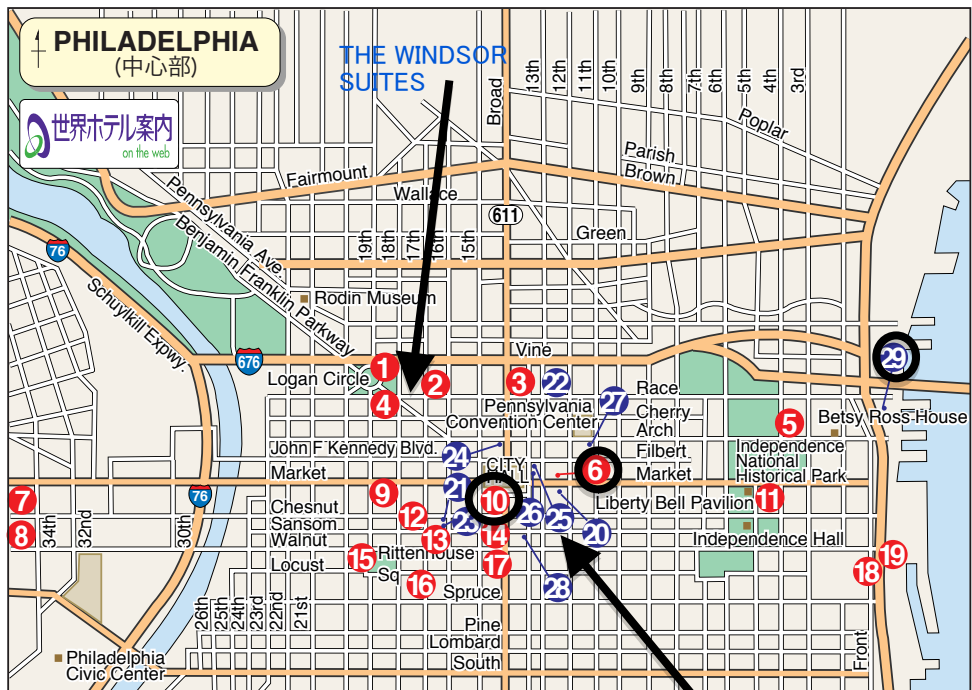 PHILADELPHIA
(中心部)
世界ホテル案内
on the web
THE WINDSOR
SUITES
Broad
13th
12th
11th
10th
9th
8th
7th
6th
5th
4th
3rd
Poplar
Parish
Brown
Fairmount
Wallace
Pennsylvania Ave.
Benjamin Franklin Parkway
611
Green
19th
18th
17th
16th
15th
76
Schuylkill Expwy.
Rodin Museum
676
Vine
29
Logan Circle
1
2
3
22
Race
4
27
Pennsylvania
Convention Center
Cherry
Arch
5
Betsy Ross House
John F Kennedy Blvd.
24
Filbert
Independence
National
Historical Park
Market
CITY
HALL
6
Market
7
76
9
21
10
Liberty Bell Pavilion
11
Chesnut
12
26
25
8
34th
32nd
30th
Sansom
23
20
Walnut
13
14
Independence Hall
15
Rittenhouse
Sq
17
19
18
Locust
16
28
Spruce
26th
25th
24th
23rd
22nd
21st
Pine
Lombard
South
Front
Philadelphia
Civic Center